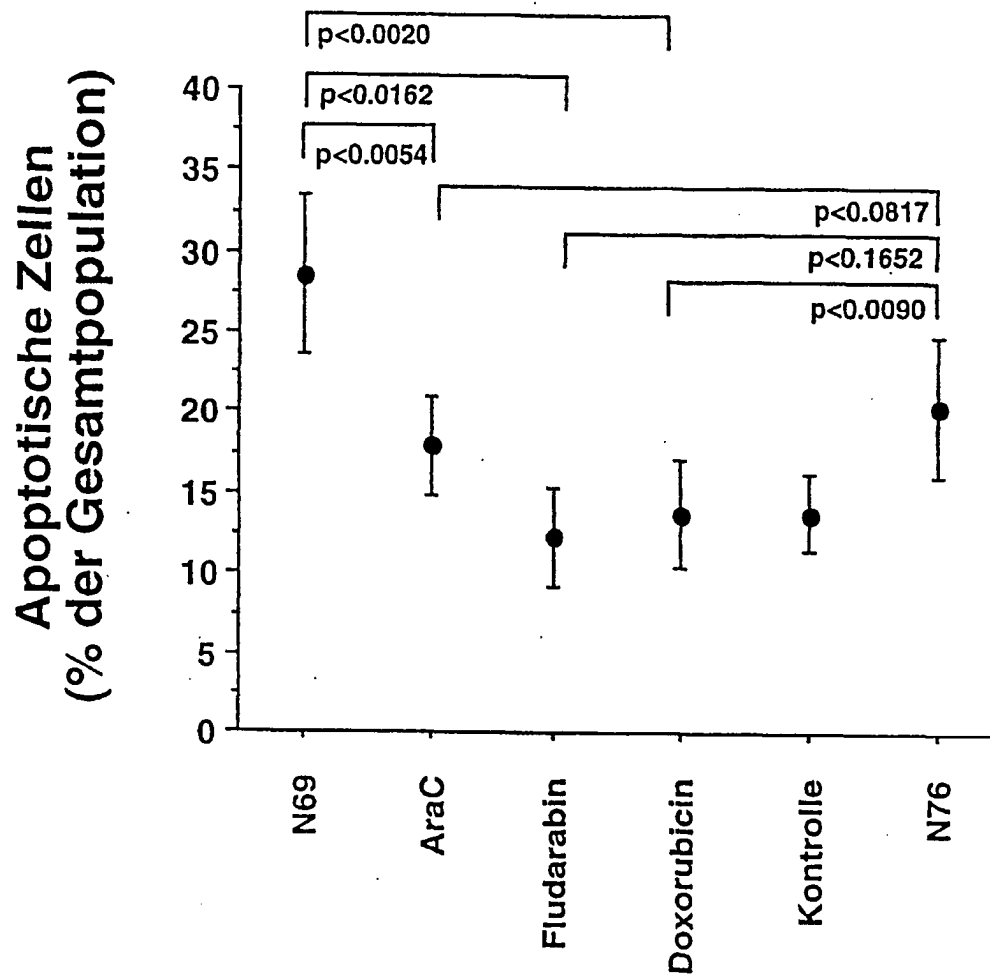 p<0.0020
p<0.0162
p<0.0054
p<0.0817
p<0.1652
p<0.0090
Apoptotische Zellen
(% der Gesamtpopulation)
40
35
30
25
20
15
10
5
0
N69
AraC
Fludarabin
Doxorubicin
Kontrolle
N76